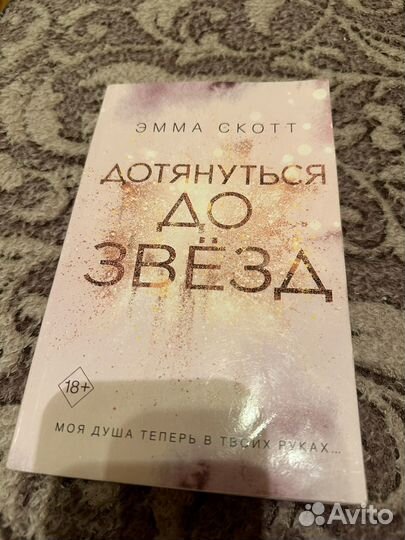 ЭММА СКОТТ
ДОТЯНУТЬСЯ
ДО
ЗВЁЗД
18+
МОЯ ДУША ТЕПЕРЬ В ТВОИХ РУКАХ...
Avito